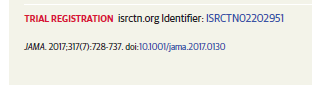 TRIAL REGISTRATION isrctn.org Identifier: ISRCTN02202951
JAMA. 2017;317(7):728-737. doi:10.1001/jama.2017.0130